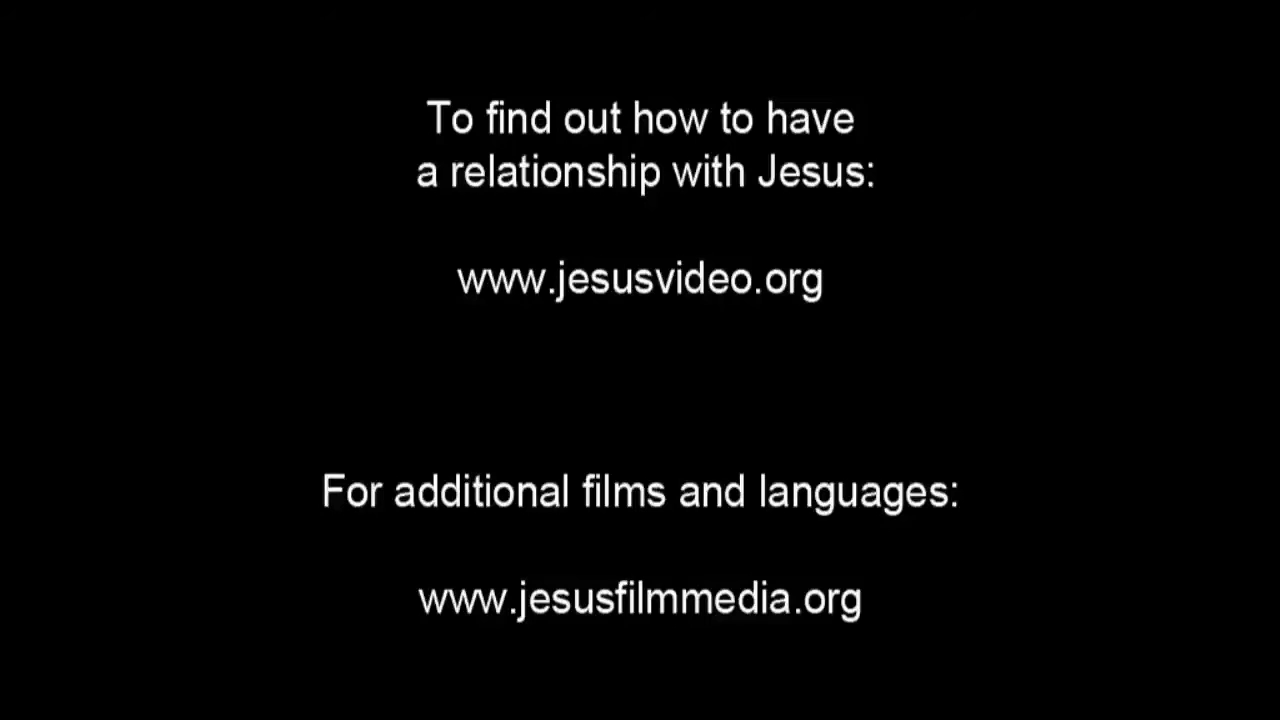 To find out how to have
a relationship with Jesus:
www.jesusvideo.org
For additional films and languages:
www.jesusfilmmedia.org